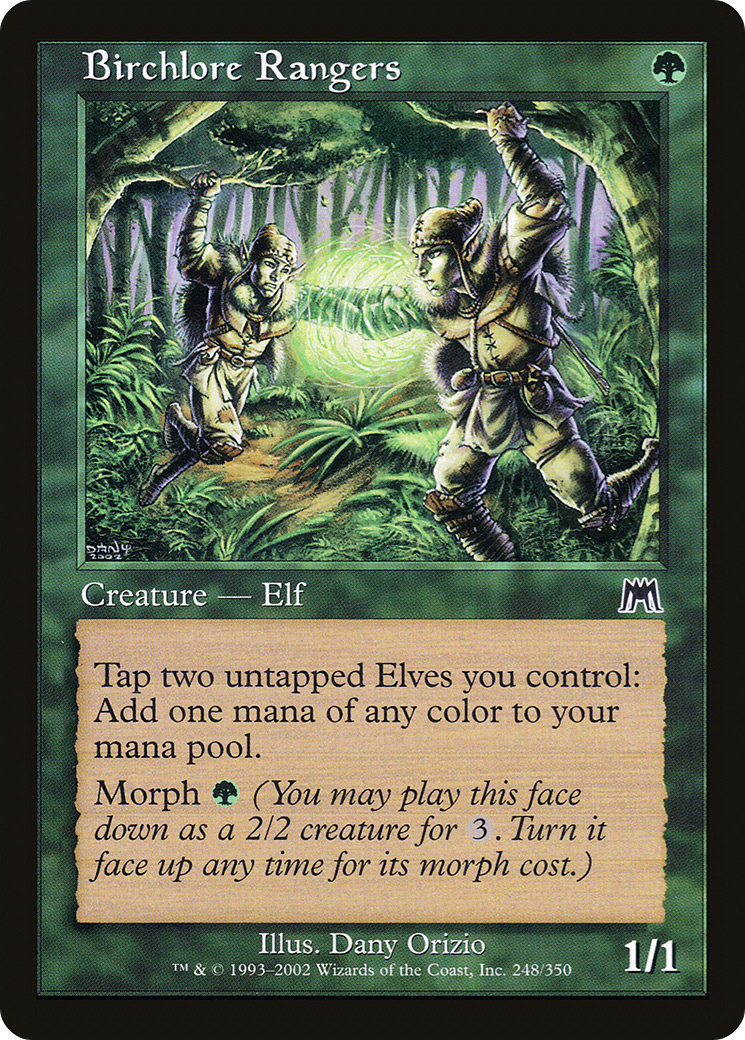 Birchlore Rangers
DANY
2002
Creature — Elf
Tap two untapped Elves you control:
Add one mana of any color to your
mana pool.
Morph (You may play this face
down as a 2/2 creature for 3. Turn it
face up any time for its morph cost.)
Illus. Dany Orizio
™ & © 1993–2002 Wizards of the Coast, Inc. 248/350
1/1